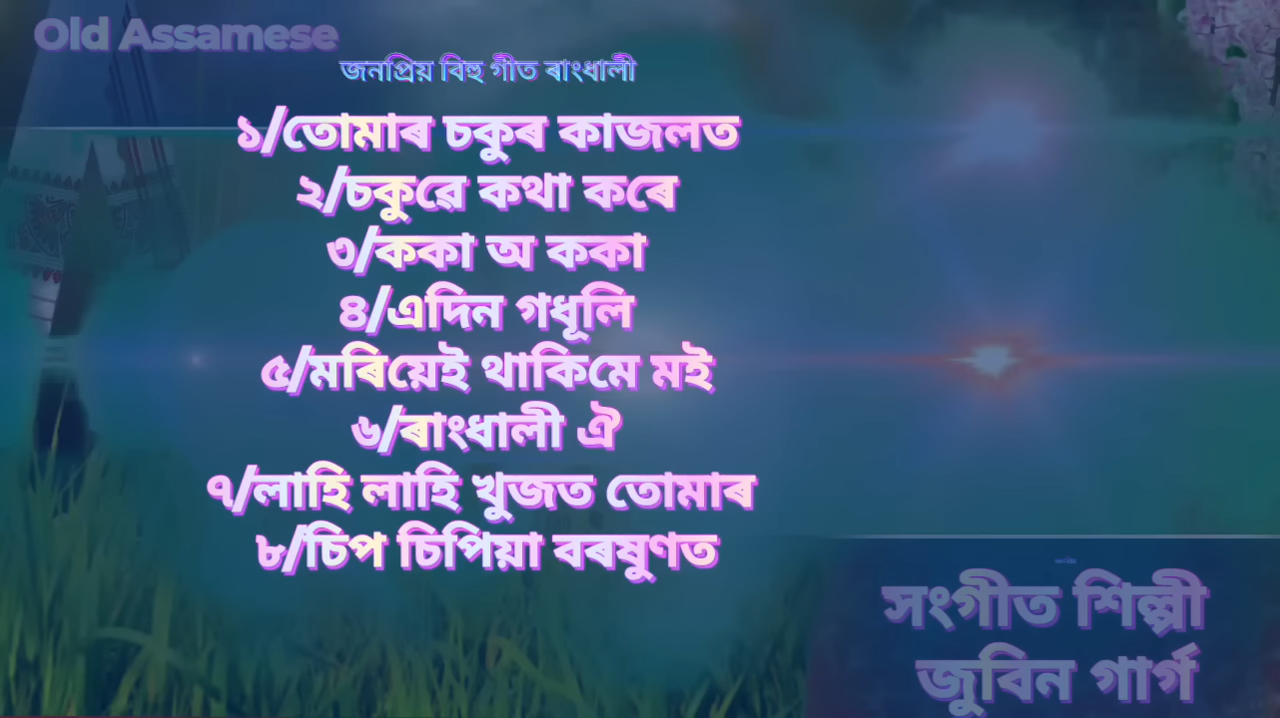 Old Assamese
জনপ্ৰিয় বিহু গীত ৰাংধালী
১/তোমাৰ চকুৰ কাজলত
২/চকুৱে কথা কৰে
৩/ককা অ ককা
৪/এদিন গধূলি
৫/মৰিয়েই থাকিমে মই
৬/ৰাংধালী ঐ
৭/লাহি লাহি খুজত তোমাৰ
৮/চিপ চিপিয়া বৰষুণত
সংগীত শিল্পী
জুবিন গাৰ্গ